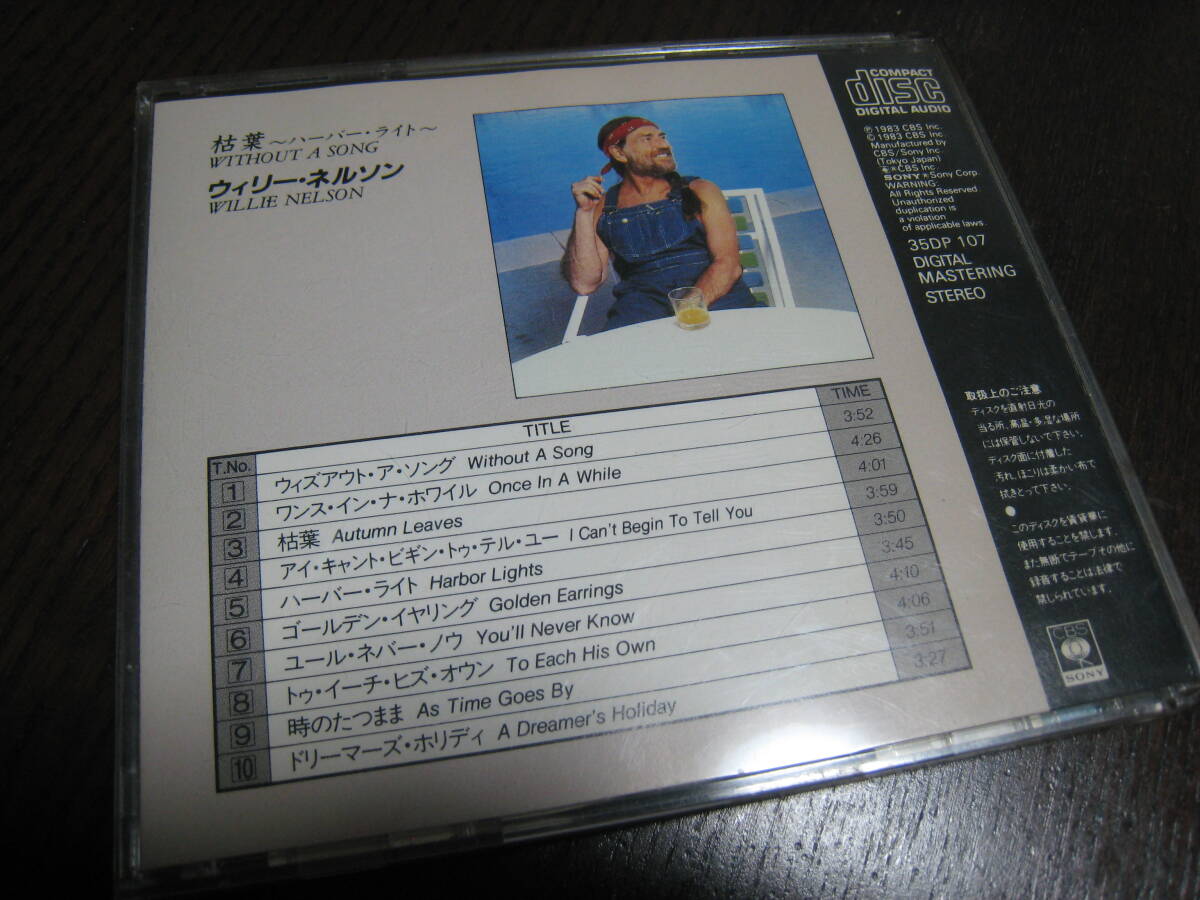 枯葉～ハーバー・ライト～
WITHOUT A SONG
ウィリー・ネルソン
WILLIE NELSON
COMPACT
disc
DIGITAL AUDIO
℗1983 CBS Inc.
©1983 CBS Inc.
Manufactured by
CBS/Sony Inc.
(Tokyo Japan)
CBS Inc.
SONY Sony Corp.
WARNING:
All Rights Reserved
Unauthorized
duplication is
a violation
of applicable laws.
35DP 107
DIGITAL
MASTERING
STEREO
T.No. TITLE TIME
1 ウィズアウト・ア・ソング Without A Song 3:52
2 ワンス・イン・ナ・ホワイル Once In A While 4:26
3 枯葉 Autumn Leaves 4:01
4 アイ・キャント・ビギン・トゥ・テル・ユー I Can't Begin To Tell You 3:59
5 ハーバー・ライト Harbor Lights 3:50
6 ゴールデン・イヤリング Golden Earrings 3:45
7 ユール・ネバー・ノウ You'll Never Know 4:10
8 トゥ・イーチ・ヒズ・オウン To Each His Own 4:06
9 時のたつまま As Time Goes By 3:51
10 ドリーマーズ・ホリディ A Dreamer's Holiday 3:27
取扱上のご注意
ディスクを直射日光の
当る所、高温・多湿な場所
には保管しないで下さい。
ディスク面に付着した
汚れ、ほこりは柔かい布で
拭きとって下さい。
●
このディスクを賃貸業に
使用することを禁じます。
また無断でテープその他に
録音することは法律で
禁じられています。
CBS
SONY